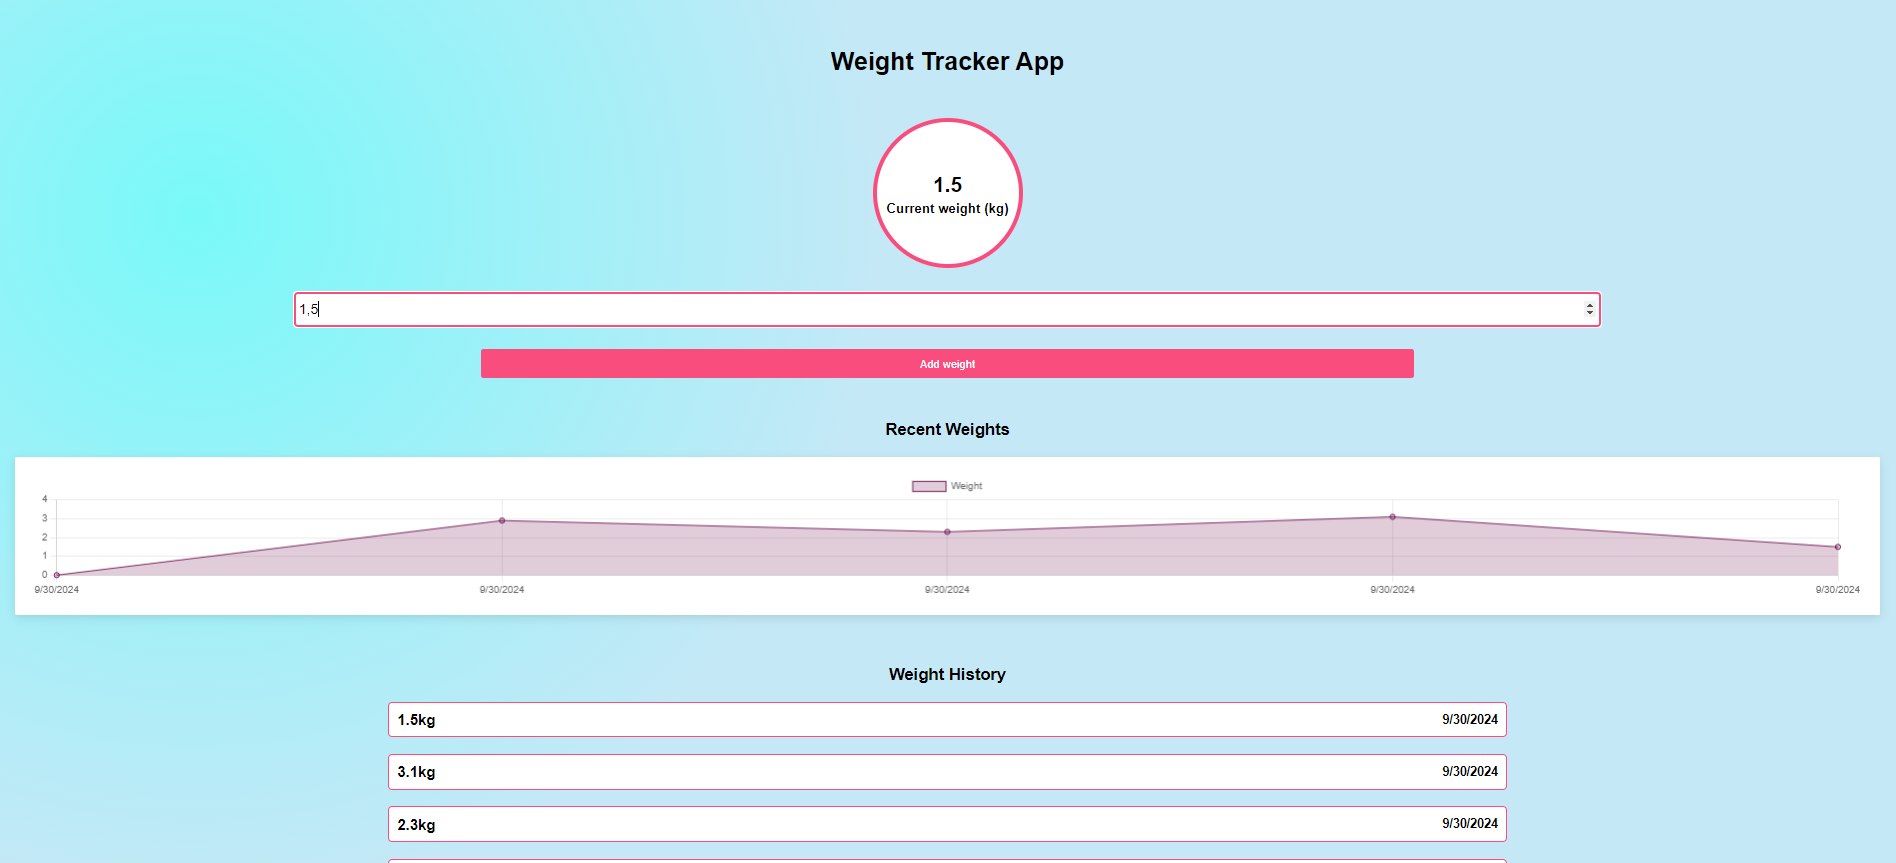 Weight Tracker App
1.5
Current weight (kg)
1,5
Add weight
Recent Weights
Weight
4
3
2
1
0
9/30/2024 9/30/2024 9/30/2024 9/30/2024 9/30/2024
Weight History
1.5kg 9/30/2024
3.1kg 9/30/2024
2.3kg 9/30/2024